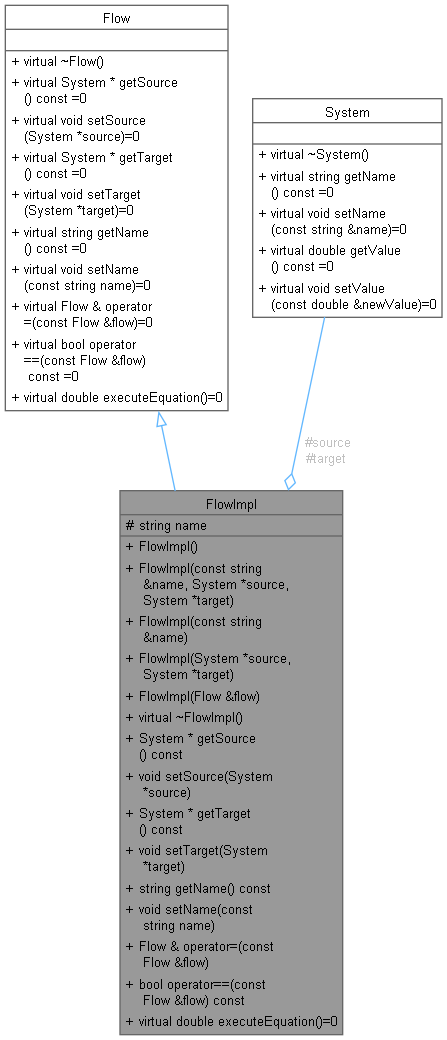 Flow
+ virtual ~Flow()
+ virtual System * getSource
() const =0
+ virtual void setSource
(System *source)=0
+ virtual System * getTarget
() const =0
+ virtual void setTarget
(System *target)=0
+ virtual string getName
() const =0
+ virtual void setName
(const string name)=0
+ virtual Flow & operator
=(const Flow &flow)=0
+ virtual bool operator
==(const Flow &flow)
const =0
+ virtual double executeEquation()=0
System
+ virtual ~System()
+ virtual string getName
() const =0
+ virtual void setName
(const string &name)=0
+ virtual double getValue
() const =0
+ virtual void setValue
(const double &newValue)=0
#source
#target
FlowImpl
# string name
+ FlowImpl()
+ FlowImpl(const string
&name, System *source,
System *target)
+ FlowImpl(const string
&name)
+ FlowImpl(System *source,
System *target)
+ FlowImpl(Flow &flow)
+ virtual ~FlowImpl()
+ System * getSource
() const
+ void setSource(System
*source)
+ System * getTarget
() const
+ void setTarget(System
*target)
+ string getName() const
+ void setName(const
string name)
+ Flow & operator=(const
Flow &flow)
+ bool operator==(const
Flow &flow) const
+ virtual double executeEquation()=0